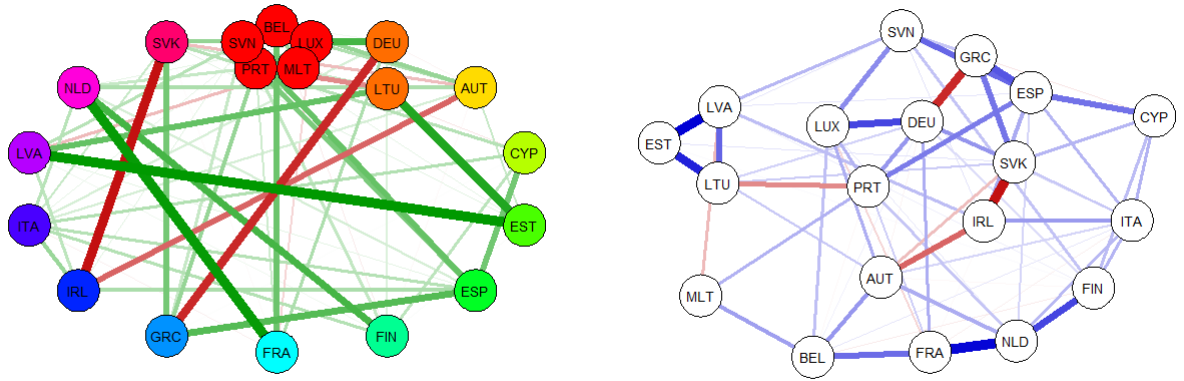 BEL
SVK SVN LUX DEU
PRT MLT
NLD LTU AUT
LVA CYP
ITA EST
IRL ESP
GRC FIN
FRA
SVN
GRC
ESP
LVA CYP
LUX DEU
EST
SVK
LTU PRT
IRL ITA
AUT
MLT FIN
NLD
BEL FRA